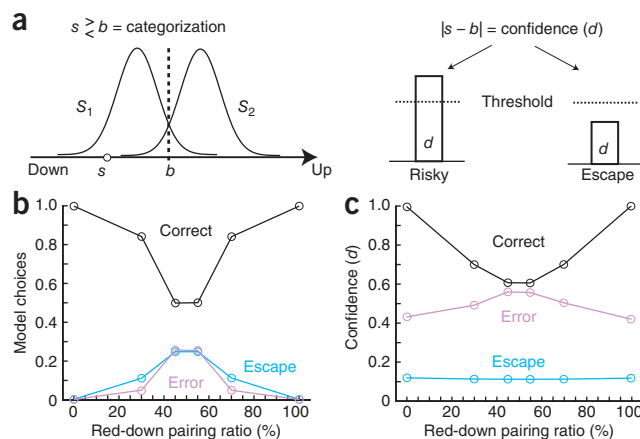 a
s ≷ b = categorization
|s – b| = confidence (d)
S1
S2
Threshold
d
d
Down
s
b
Up
Risky
Escape
b
c
1.0
0.8
0.6
0.4
0.2
0
Model choices
Correct
Escape
Error
0
20
40
60
80
100
Red-down pairing ratio (%)
1.0
0.8
0.6
0.4
0.2
0
Confidence (d)
Correct
Error
Escape
0
20
40
60
80
100
Red-down pairing ratio (%)